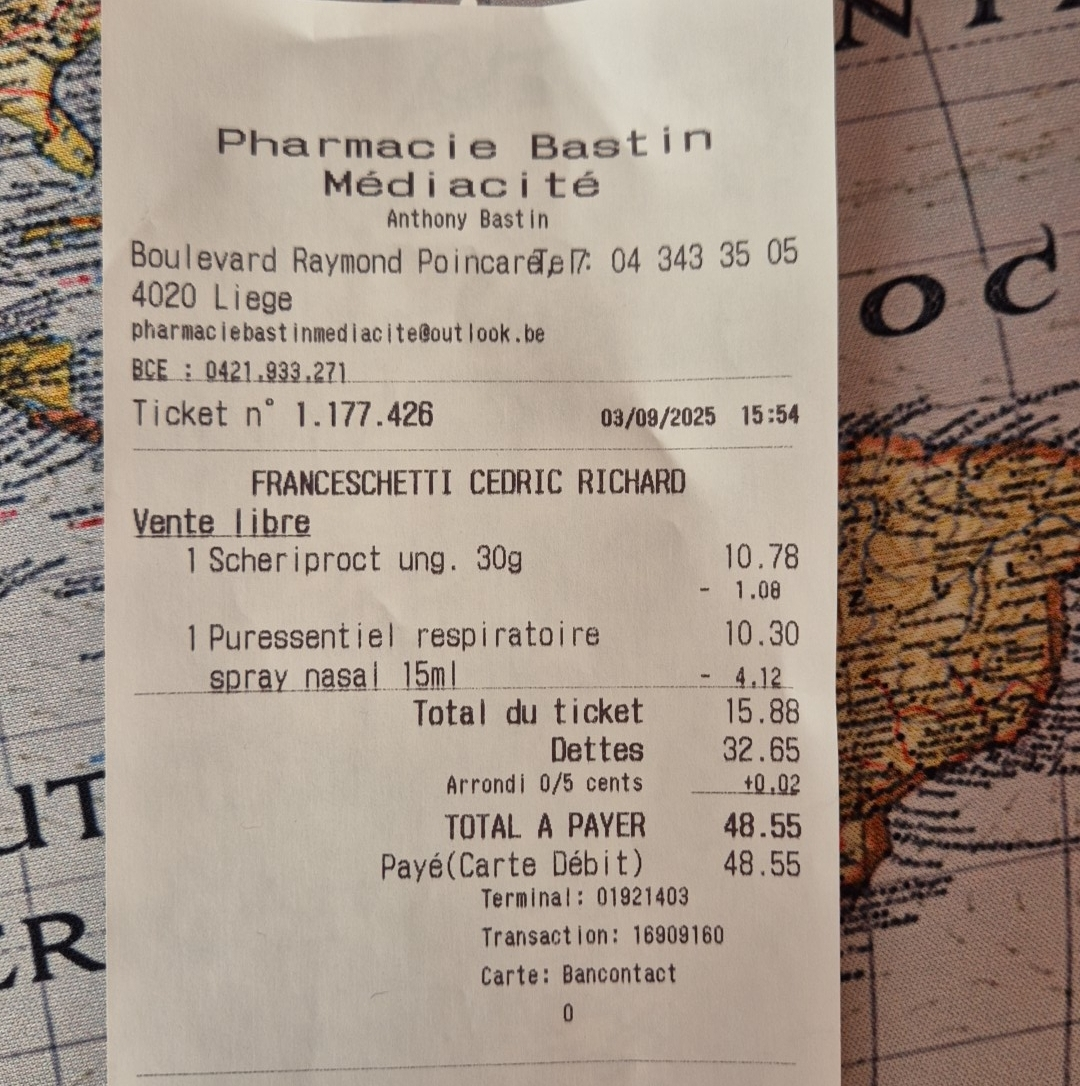 Pharmacie Bastin
Médiacité
Anthony Bastin
Boulevard Raymond Poincaré, 7 Tel: 04 343 35 05
4020 Liege
pharmaciebastinmediacite@outlook.be
BCE : 0421.933.271
Ticket n° 1.177.426 03/09/2025 15:54
FRANCESCHETTI CEDRIC RICHARD
Vente libre
1 Scheriproct ung. 30g 10.78
- 1.08
1 Puressentiel respiratoire 10.30
spray nasal 15ml - 4.12
Total du ticket 15.88
Dettes 32.65
Arrondi 0/5 cents +0.02
TOTAL A PAYER 48.55
Payé(Carte Débit) 48.55
Terminal: 01921403
Transaction: 16909160
Carte: Bancontact
0
OC